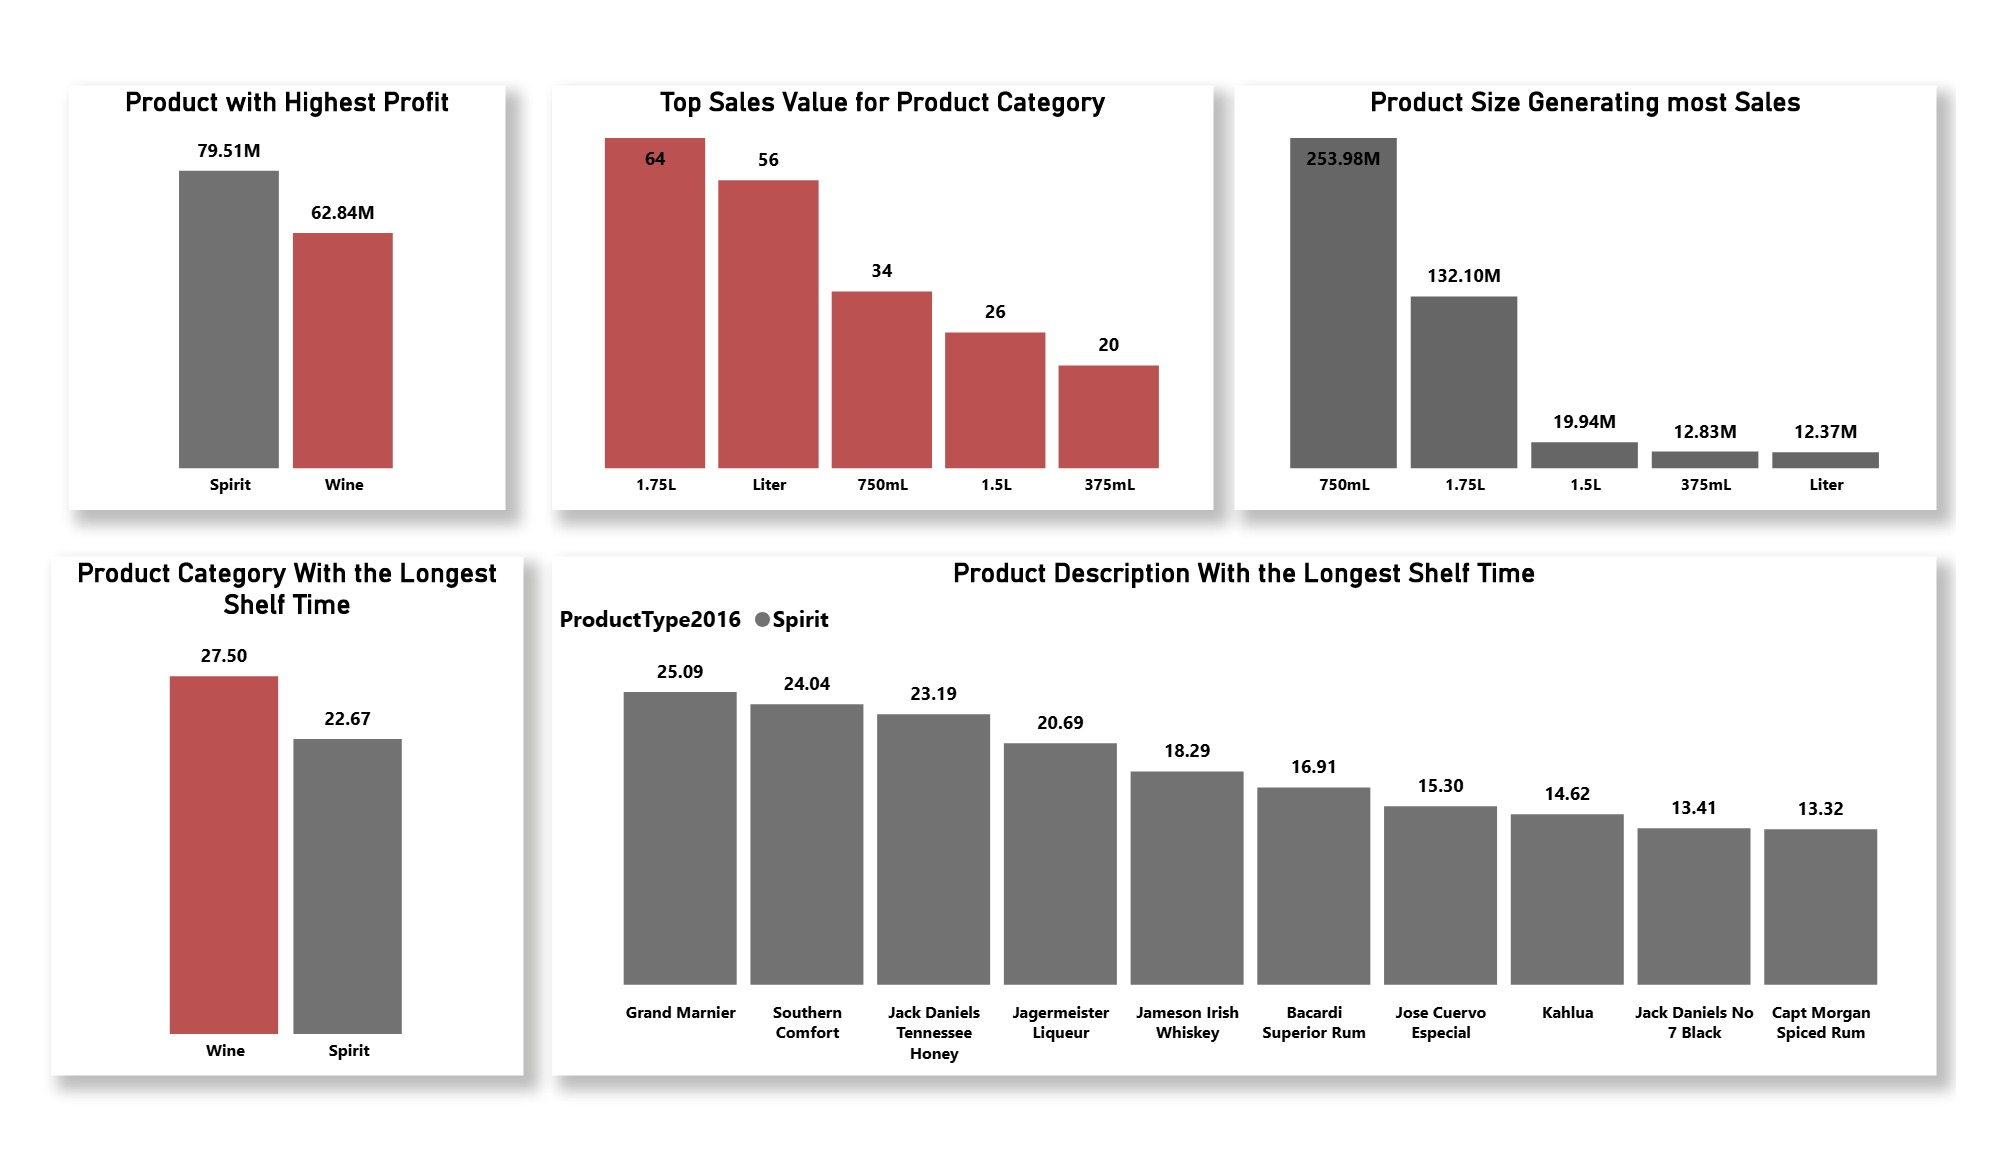 Product with Highest Profit
79.51M
62.84M
Spirit
Wine
Top Sales Value for Product Category
64
56
34
26
20
1.75L
Liter
750mL
1.5L
375mL
Product Size Generating most Sales
253.98M
132.10M
19.94M
12.83M
12.37M
750mL
1.75L
1.5L
375mL
Liter
Product Category With the Longest
Shelf Time
27.50
22.67
Wine
Spirit
Product Description With the Longest Shelf Time
ProductType2016 Spirit
25.09
24.04
23.19
20.69
18.29
16.91
15.30
14.62
13.41
13.32
Grand Marnier
Southern
Comfort
Jack Daniels
Tennessee
Honey
Jagermeister
Liqueur
Jameson Irish
Whiskey
Bacardi
Superior Rum
Jose Cuervo
Especial
Kahlua
Jack Daniels No
7 Black
Capt Morgan
Spiced Rum